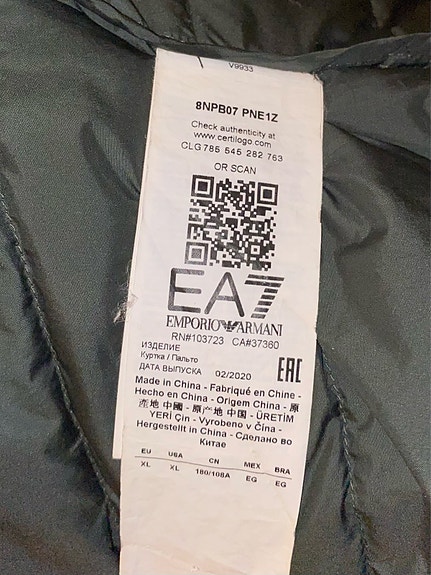 V9933
8NPB07 PNE1Z
Check authenticity at
www.certilogo.com
CLG 785 545 282 763
OR SCAN
EA7
EMPORIO ARMANI
RN#103723 CA#37360
ИЗДЕЛИЕ
Куртка / Пальто
ДАТА ВЫПУСКА 02/2020 EAC
Made in China - Fabriqué en Chine -
Hecho en China - Origem China - 原
產地 中國 - 原产地 中国 - ÜRETİM
YERİ Çin - Vyrobeno v Čína -
Hergestellt in China - Сделано во
Китае
EU USA CN MEX BRA
XL XL 180/108A EG EG